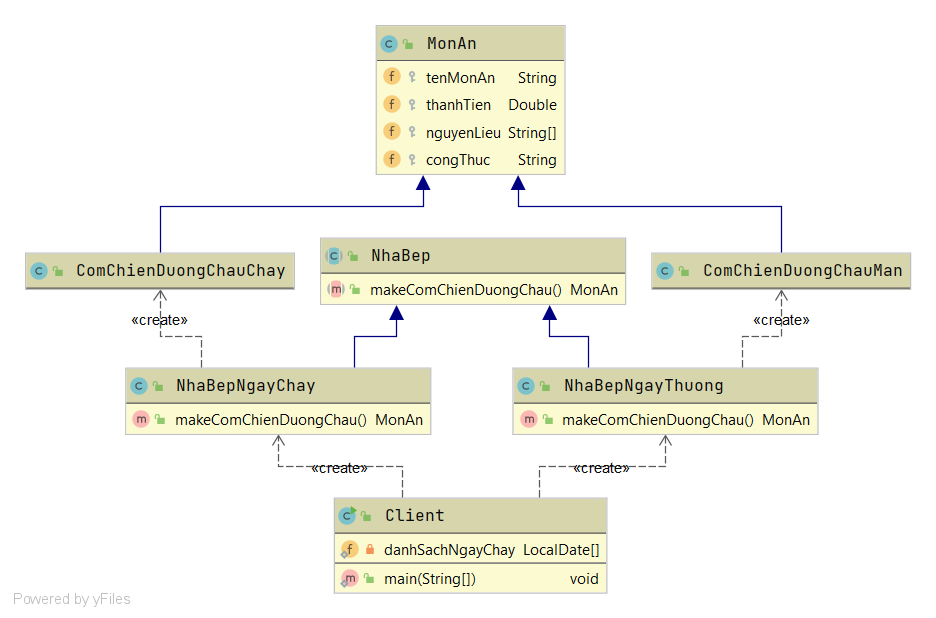 MonAn
tenMonAn String
thanhTien Double
nguyenLieu String[]
congThuc String
ComChienDuongChauChay
NhaBep
makeComChienDuongChau() MonAn
ComChienDuongChauMan
«create»
«create»
NhaBepNgayChay
makeComChienDuongChau() MonAn
NhaBepNgayThuong
makeComChienDuongChau() MonAn
«create»
«create»
Client
danhSachNgayChay LocalDate[]
main(String[]) void
Powered by yFiles